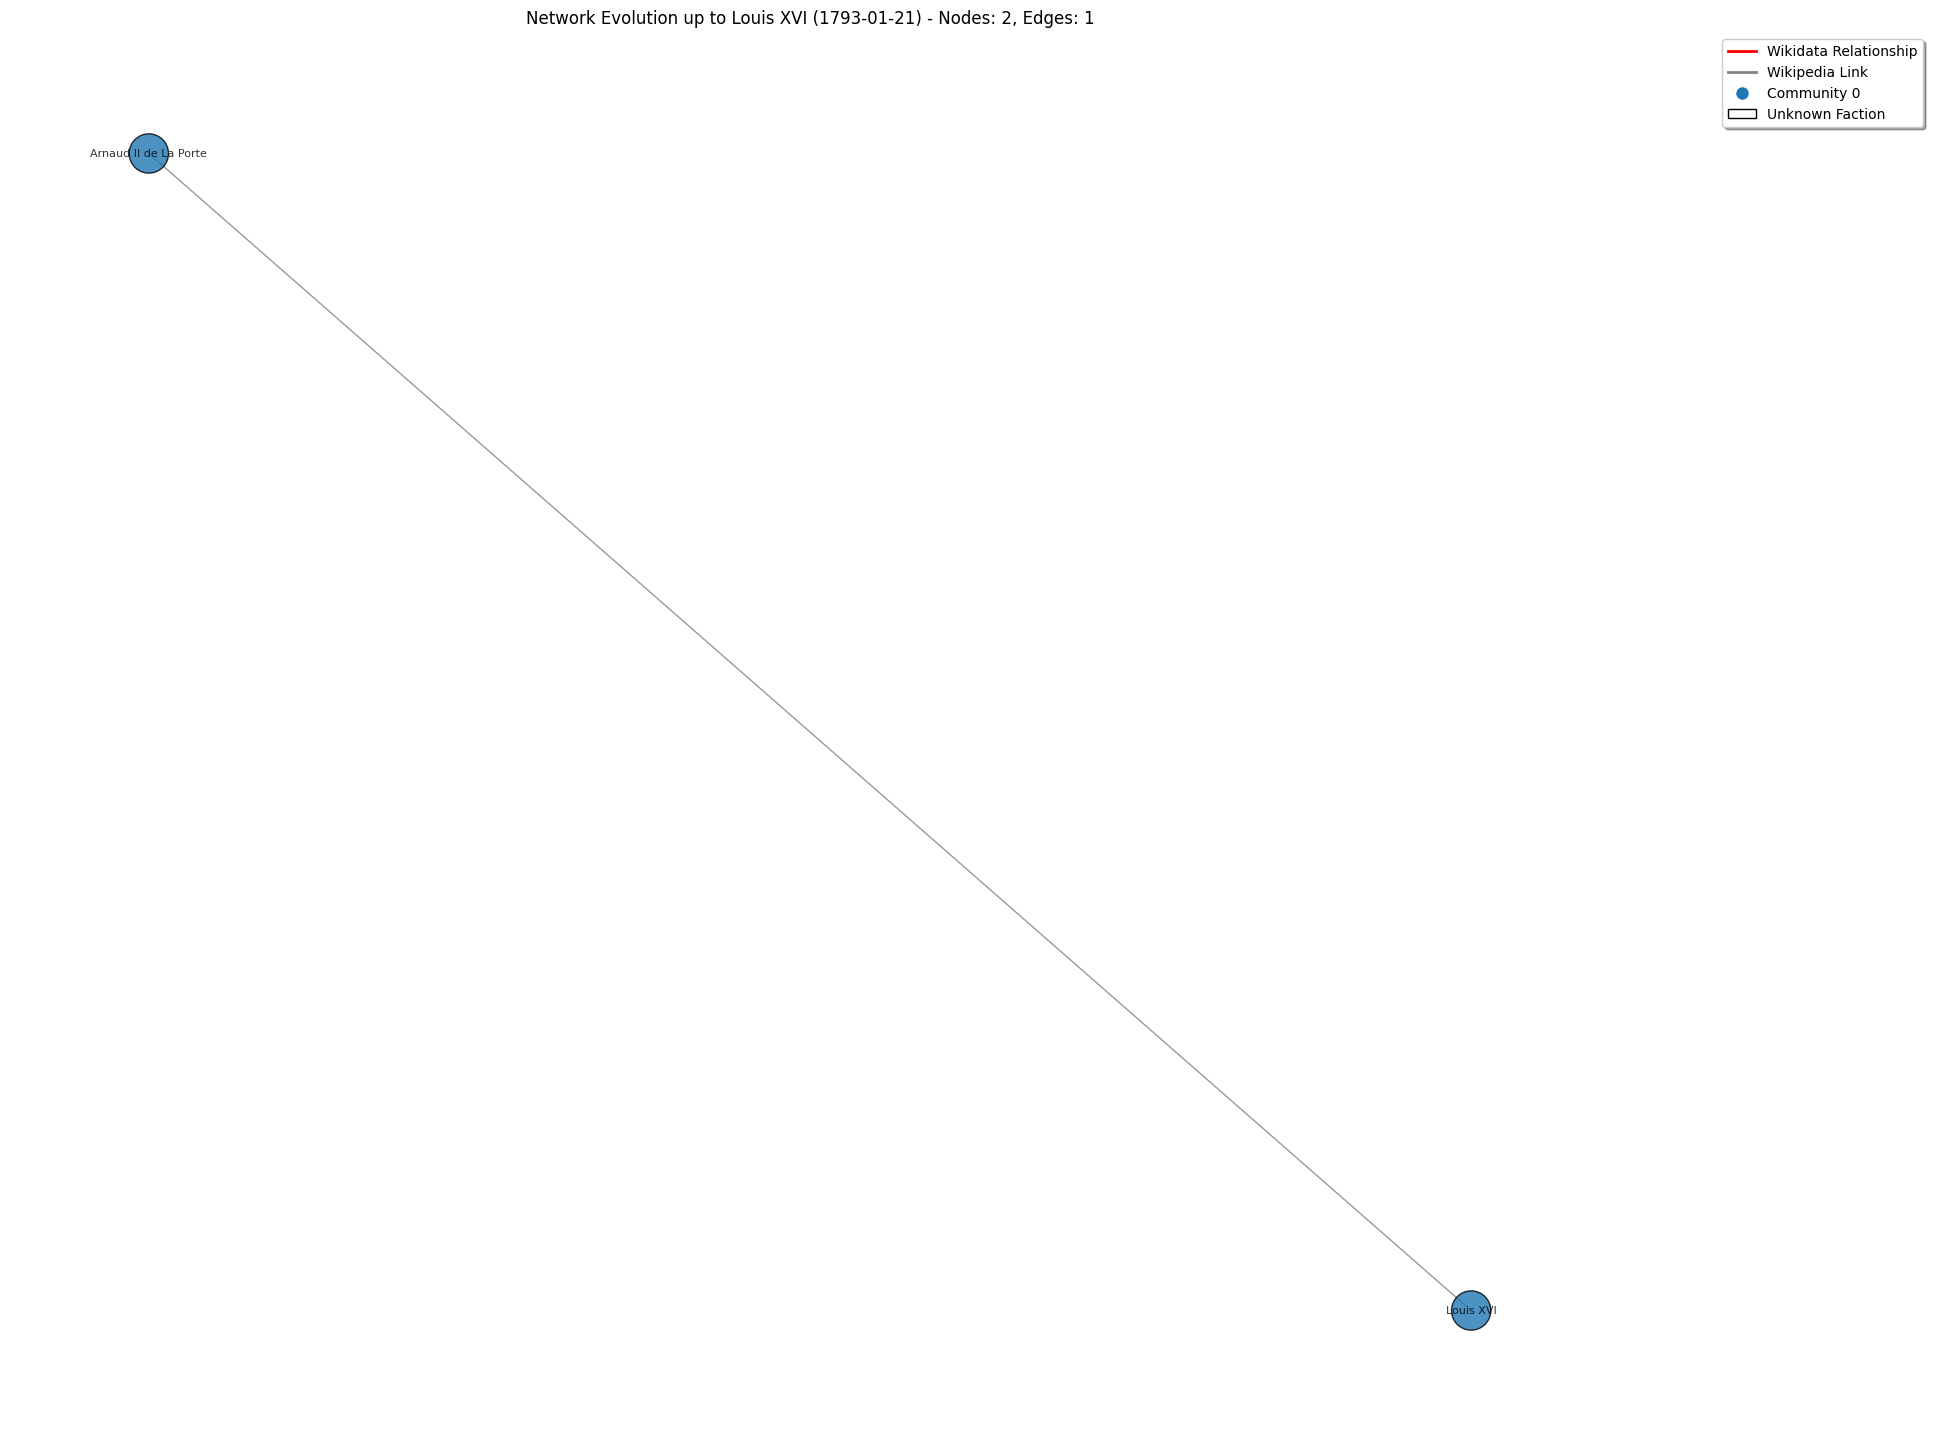 Network Evolution up to Louis XVI (1793-01-21) - Nodes: 2, Edges: 1
Wikidata Relationship
Wikipedia Link
Community 0
Unknown Faction
Arnaud II de La Porte
Louis XVI